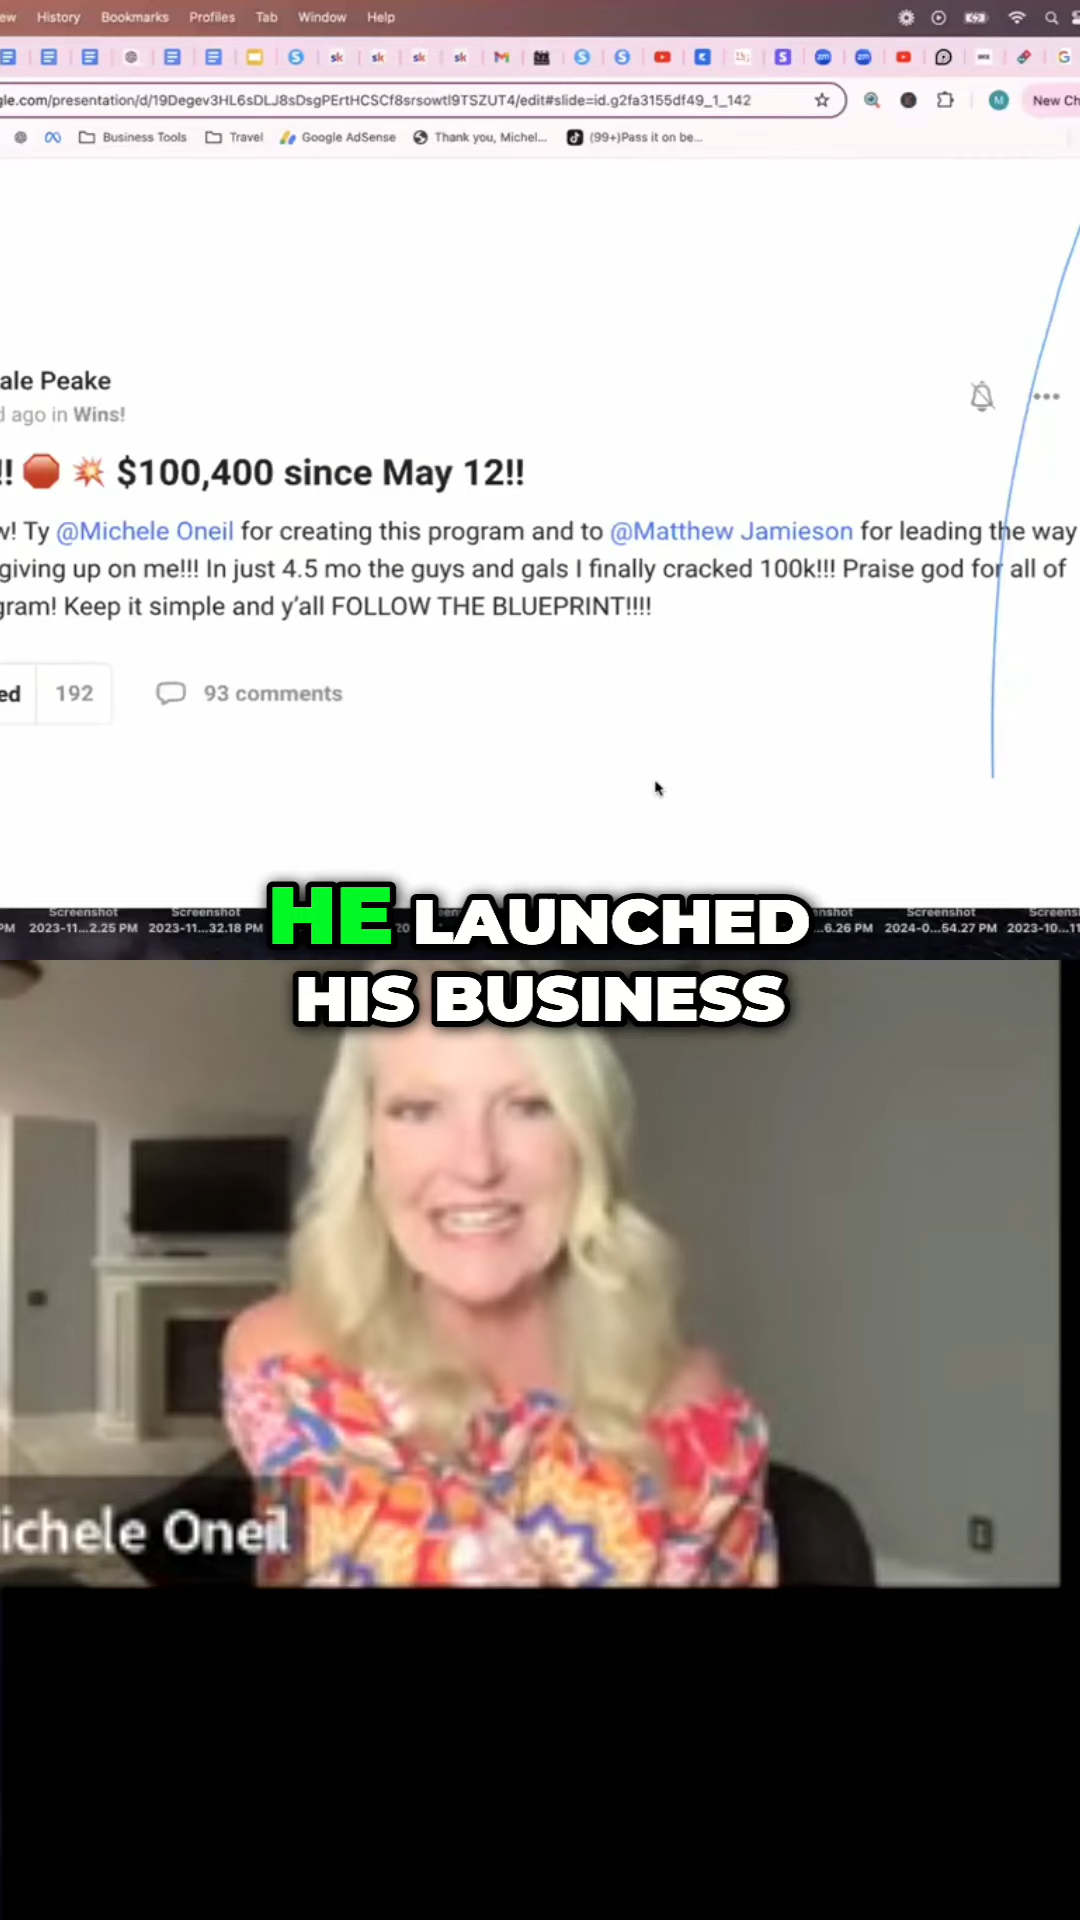 ew History Bookmarks Profiles Tab Window Help
gle.com/presentation/d/19Degev3HL6sDLJ8sDsgPErtHCSCf8srsowtl9TSZUT4/edit#slide=id.g2fa3155df49_1_142
New Ch
Business Tools Travel Google AdSense Thank you, Michel... (99+)Pass it on be...
ale Peake
d ago in Wins!
!! $100,400 since May 12!!
w! Ty @Michele Oneil for creating this program and to @Matthew Jamieson for leading the way
giving up on me!!! In just 4.5 mo the guys and gals I finally cracked 100k!!! Praise god for all of
gram! Keep it simple and y'all FOLLOW THE BLUEPRINT!!!!
ed 192 93 comments
Screenshot Screenshot nshot Screenshot Screens
PM 2023-11...2.25 PM 2023-11...32.18 PM 20 ...6.26 PM 2024-0...54.27 PM 2023-10...11
HE LAUNCHED
HIS BUSINESS
ichele Oneil